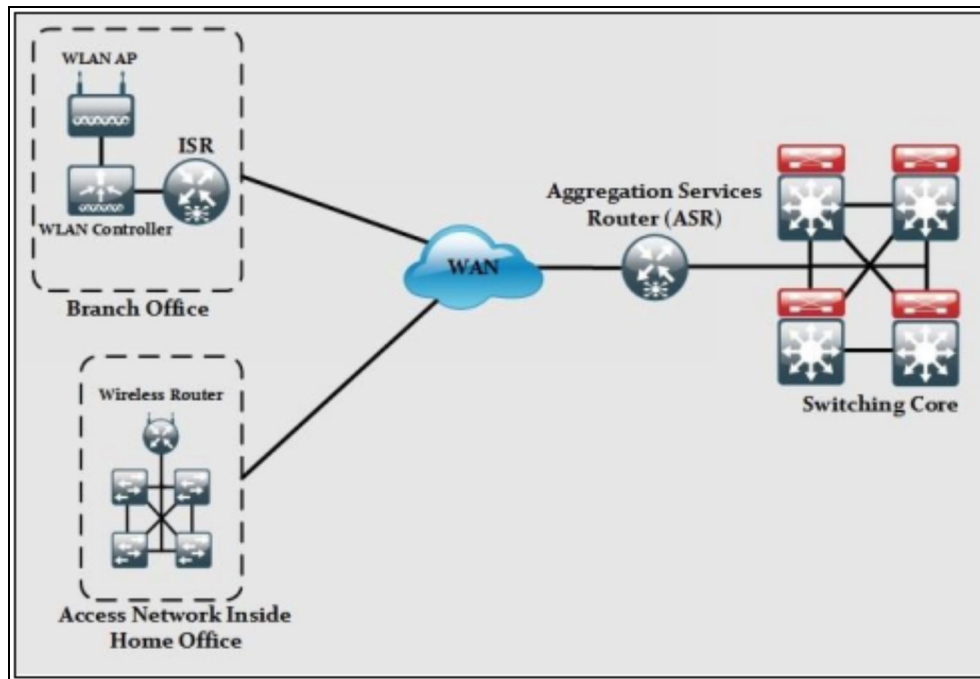 WLAN AP
ISR
WLAN Controller
Branch Office
Wireless Router
Access Network Inside
Home Office
WAN
Aggregation Services
Router (ASR)
Switching Core